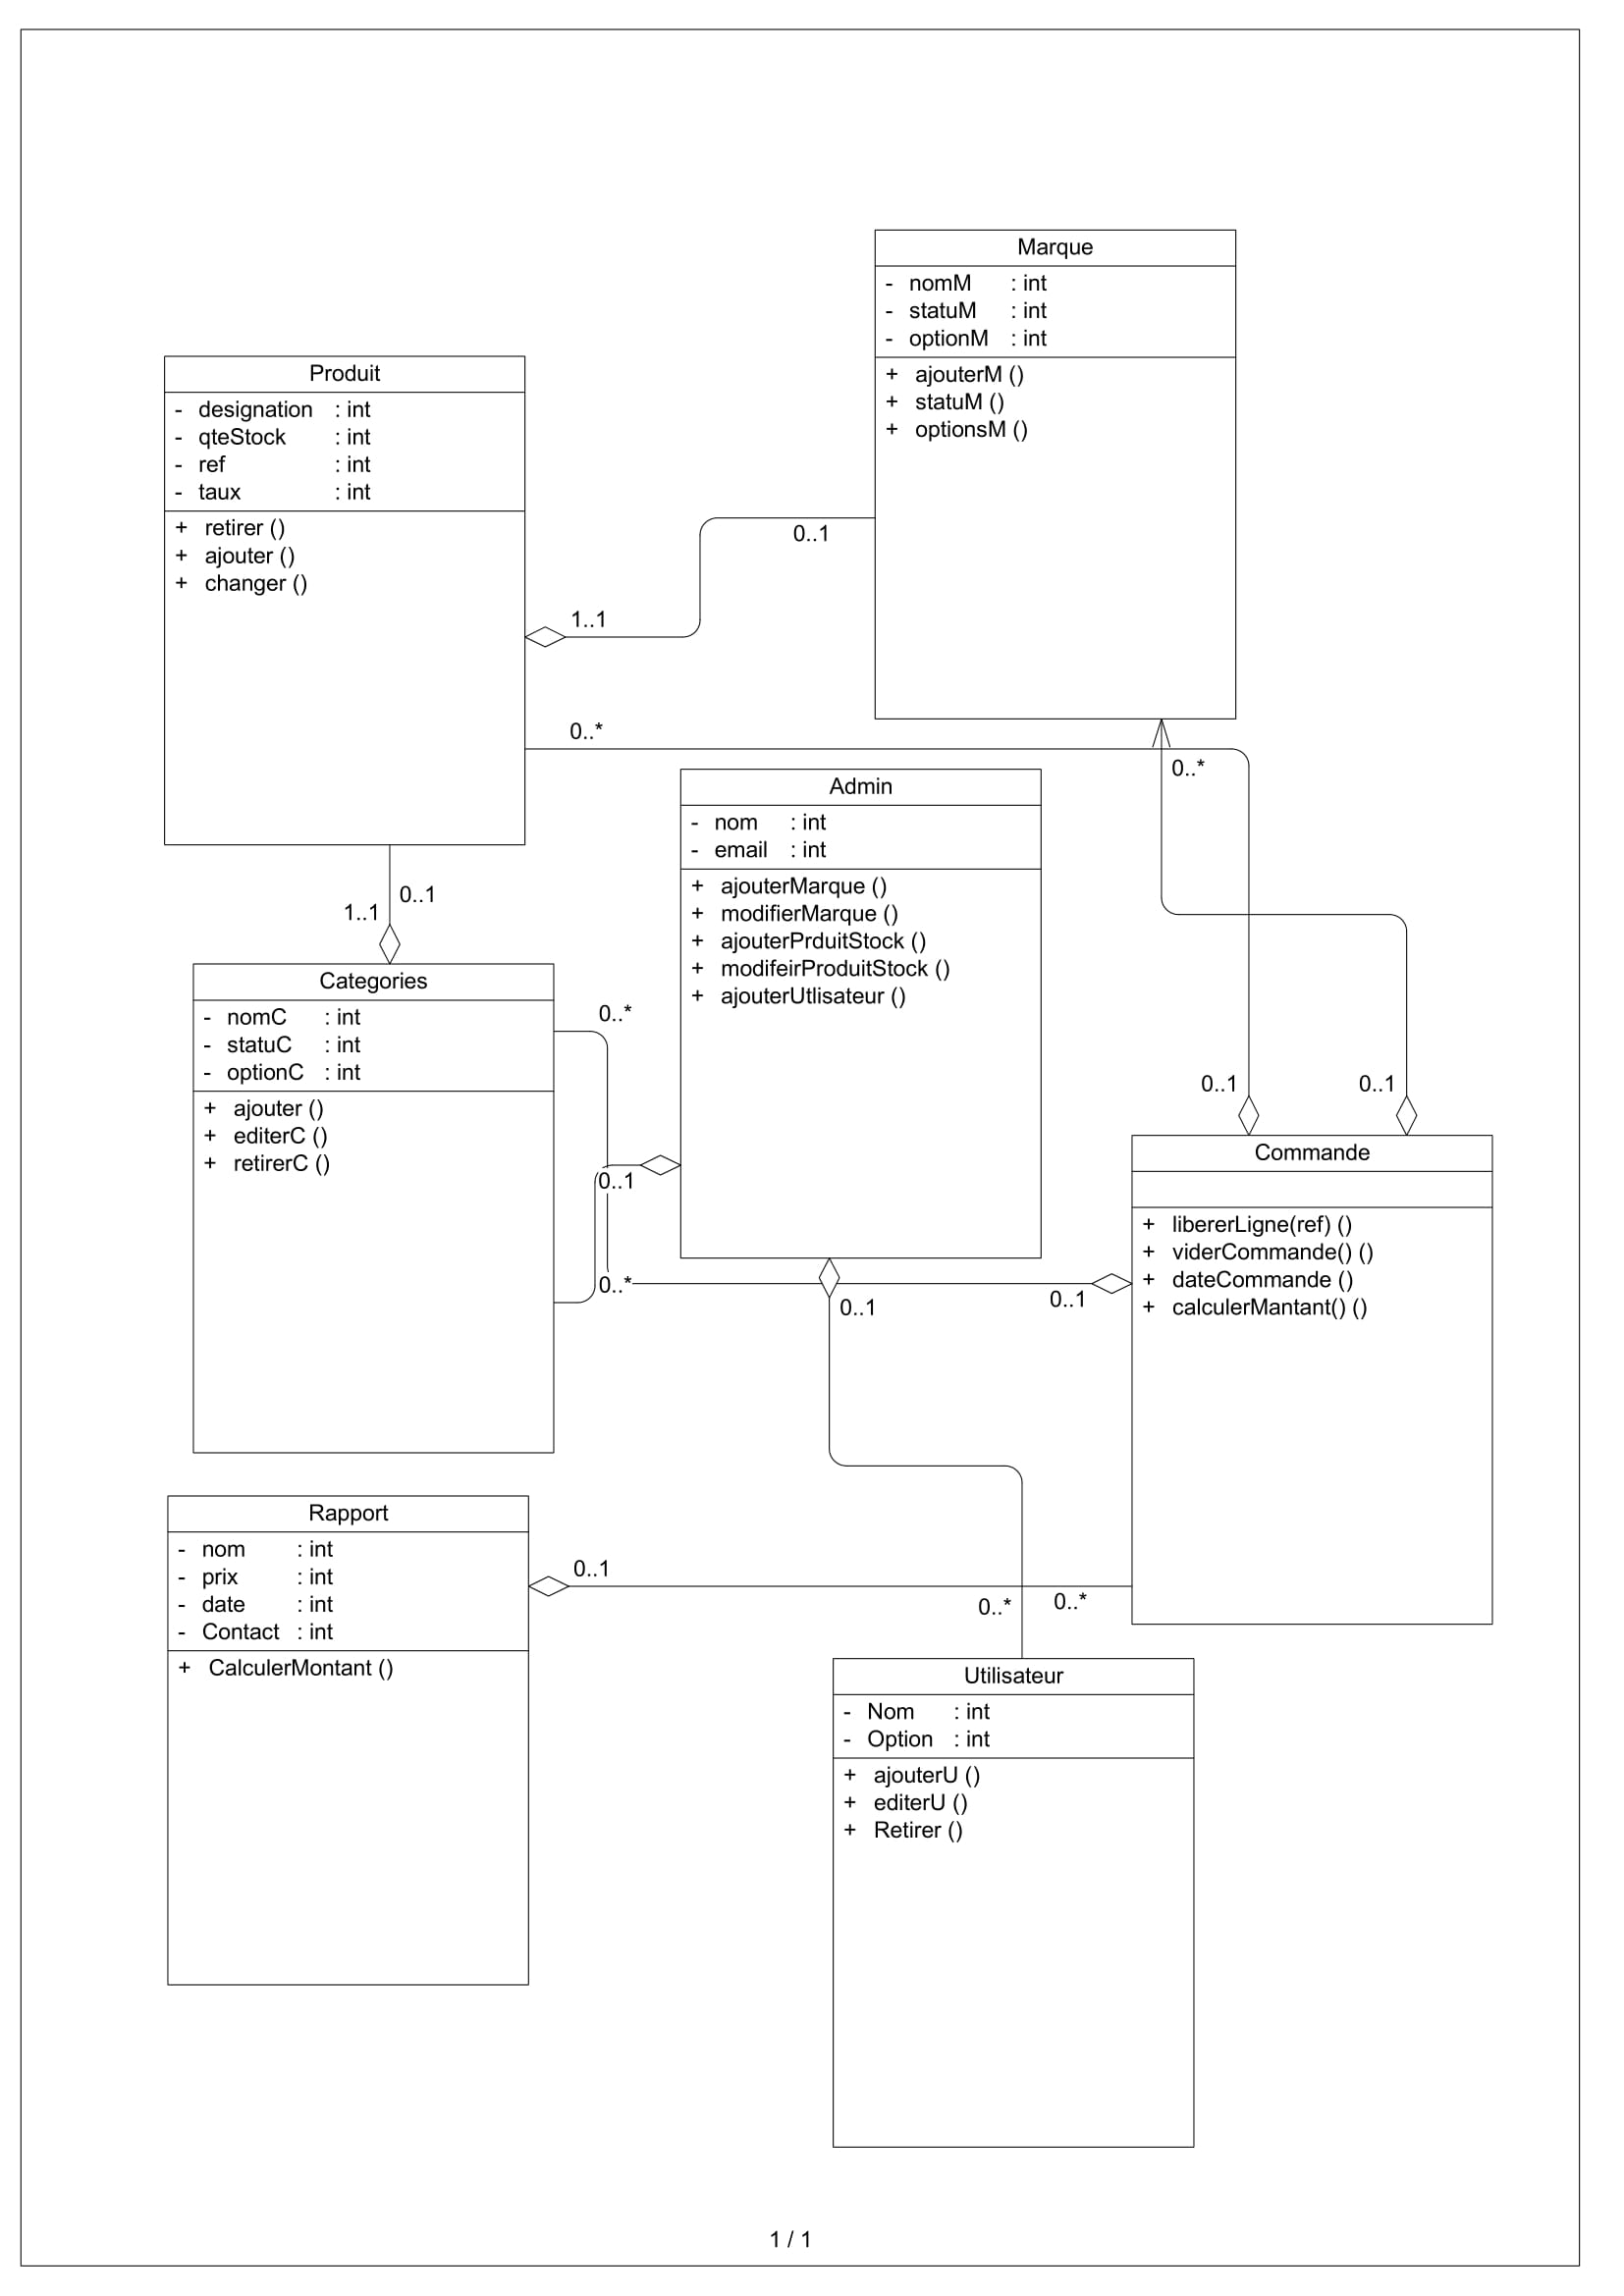 Marque
- nomM : int
- statuM : int
- optionM : int
+ ajouterM ()
+ statuM ()
+ optionsM ()
Produit
- designation : int
- qteStock : int
- ref : int
- taux : int
+ retirer ()
+ ajouter ()
+ changer ()
0..1
1..1
0..*
0..*
Admin
- nom : int
- email : int
+ ajouterMarque ()
+ modifierMarque ()
+ ajouterPrduitStock ()
+ modifeirProduitStock ()
+ ajouterUtlisateur ()
0..1
1..1
Categories
- nomC : int
- statuC : int
- optionC : int
+ ajouter ()
+ editerC ()
+ retirerC ()
0..*
0..1
0..*
0..1
0..1
0..1
0..1
Commande
+ libererLigne(ref) ()
+ viderCommande() ()
+ dateCommande ()
+ calculerMantant() ()
Rapport
- nom : int
- prix : int
- date : int
- Contact : int
+ CalculerMontant ()
0..1
0..*
0..*
Utilisateur
- Nom : int
- Option : int
+ ajouterU ()
+ editerU ()
+ Retirer ()
1 / 1